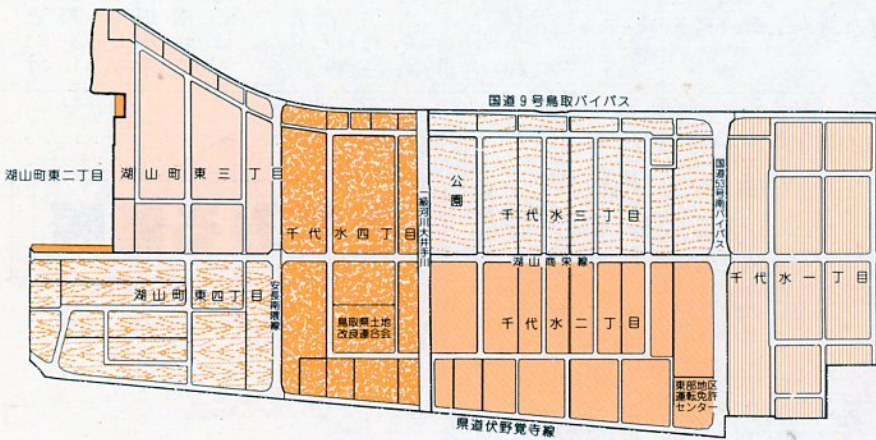 国道9号鳥取バイパス
湖山町東二丁目
湖山町東三丁目
公園
千代水三丁目
国道53号南バイパス
千代水四丁目
一級河川大井手川
湖山商栄線
千代水一丁目
湖山町東四丁目
安長南隈線
鳥取県土地
改良連合会
千代水二丁目
東部地区
運転免許
センター
県道伏野覚寺線